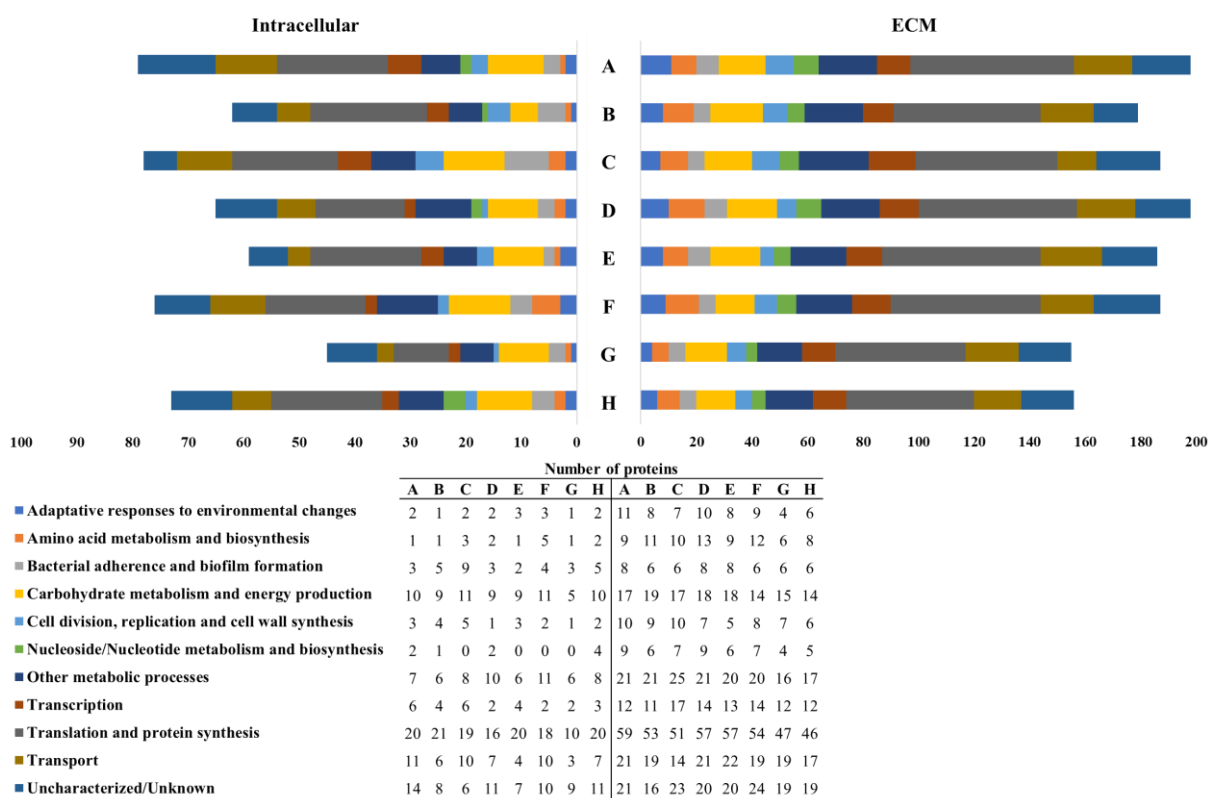 Intracellular ECM
A
B
C
D
E
F
G
H
100 90 80 70 60 50 40 30 20 10 0 0 20 40 60 80 100 120 140 160 180 200
Number of proteins
A B C D E F G H A B C D E F G H
Adaptative responses to environmental changes 2 1 2 2 3 3 1 2 11 8 7 10 8 9 4 6
Amino acid metabolism and biosynthesis 1 1 3 2 1 5 1 2 9 11 10 13 9 12 6 8
Bacterial adherence and biofilm formation 3 5 9 3 2 4 3 5 8 6 6 8 8 6 6 6
Carbohydrate metabolism and energy production 10 9 11 9 9 11 5 10 17 19 17 18 18 14 15 14
Cell division, replication and cell wall synthesis 3 4 5 1 3 2 1 2 10 9 10 7 5 8 7 6
Nucleoside/Nucleotide metabolism and biosynthesis 2 1 0 2 0 0 0 4 9 6 7 9 6 7 4 5
Other metabolic processes 7 6 8 10 6 11 6 8 21 21 25 21 20 20 16 17
Transcription 6 4 6 2 4 2 2 3 12 11 17 14 13 14 12 12
Translation and protein synthesis 20 21 19 16 20 18 10 20 59 53 51 57 57 54 47 46
Transport 11 6 10 7 4 10 3 7 21 19 14 21 22 19 19 17
Uncharacterized/Unknown 14 8 6 11 7 10 9 11 21 16 23 20 20 24 19 19